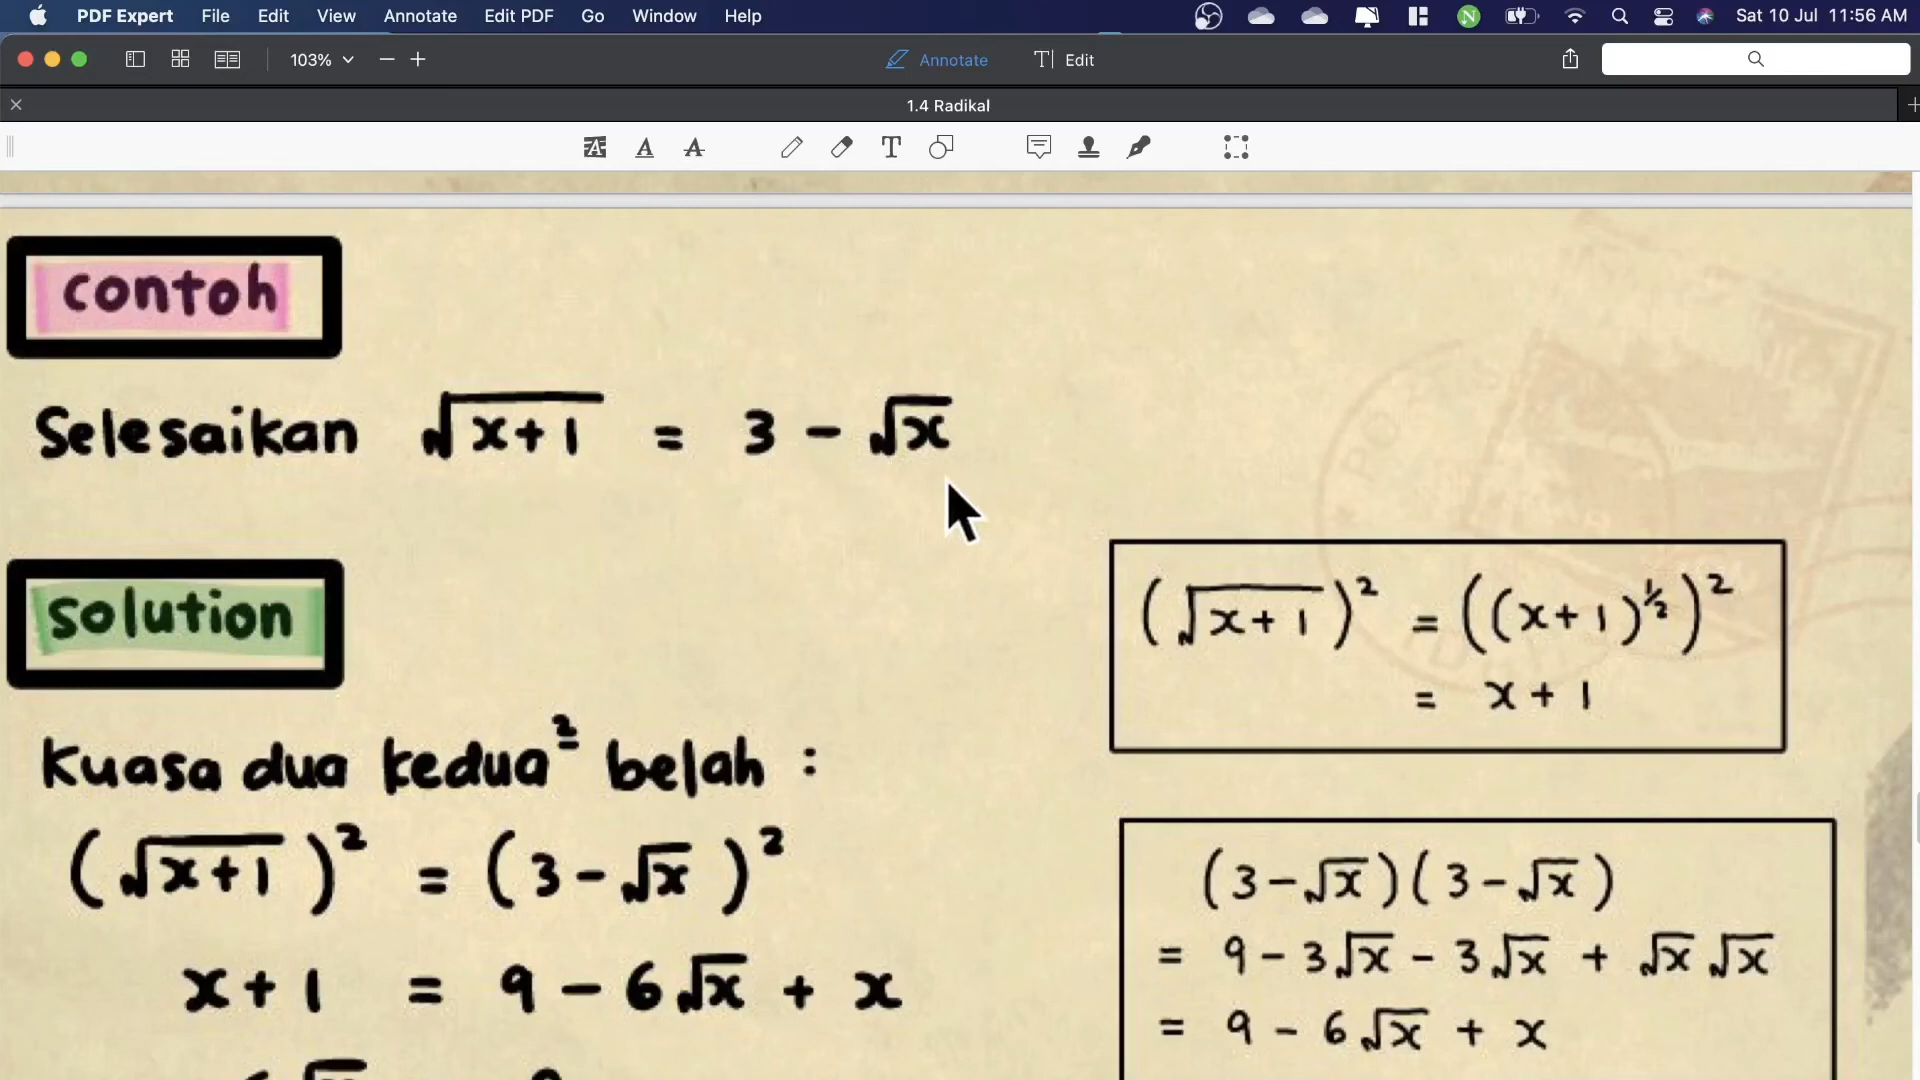 PDF Expert File Edit View Annotate Edit PDF Go Window Help Sat 10 Jul 11:56 AM
103% Annotate Edit
1.4 Radikal
contoh
Selesaikan √(x+1) = 3 - √x
solution
(√(x+1))² = ((x+1)^½)²
= x + 1
Kuasa dua kedua² belah :
(√(x+1))² = (3 - √x)²
x + 1 = 9 - 6√x + x
(3 - √x)(3 - √x)
= 9 - 3√x - 3√x + √x √x
= 9 - 6√x + x